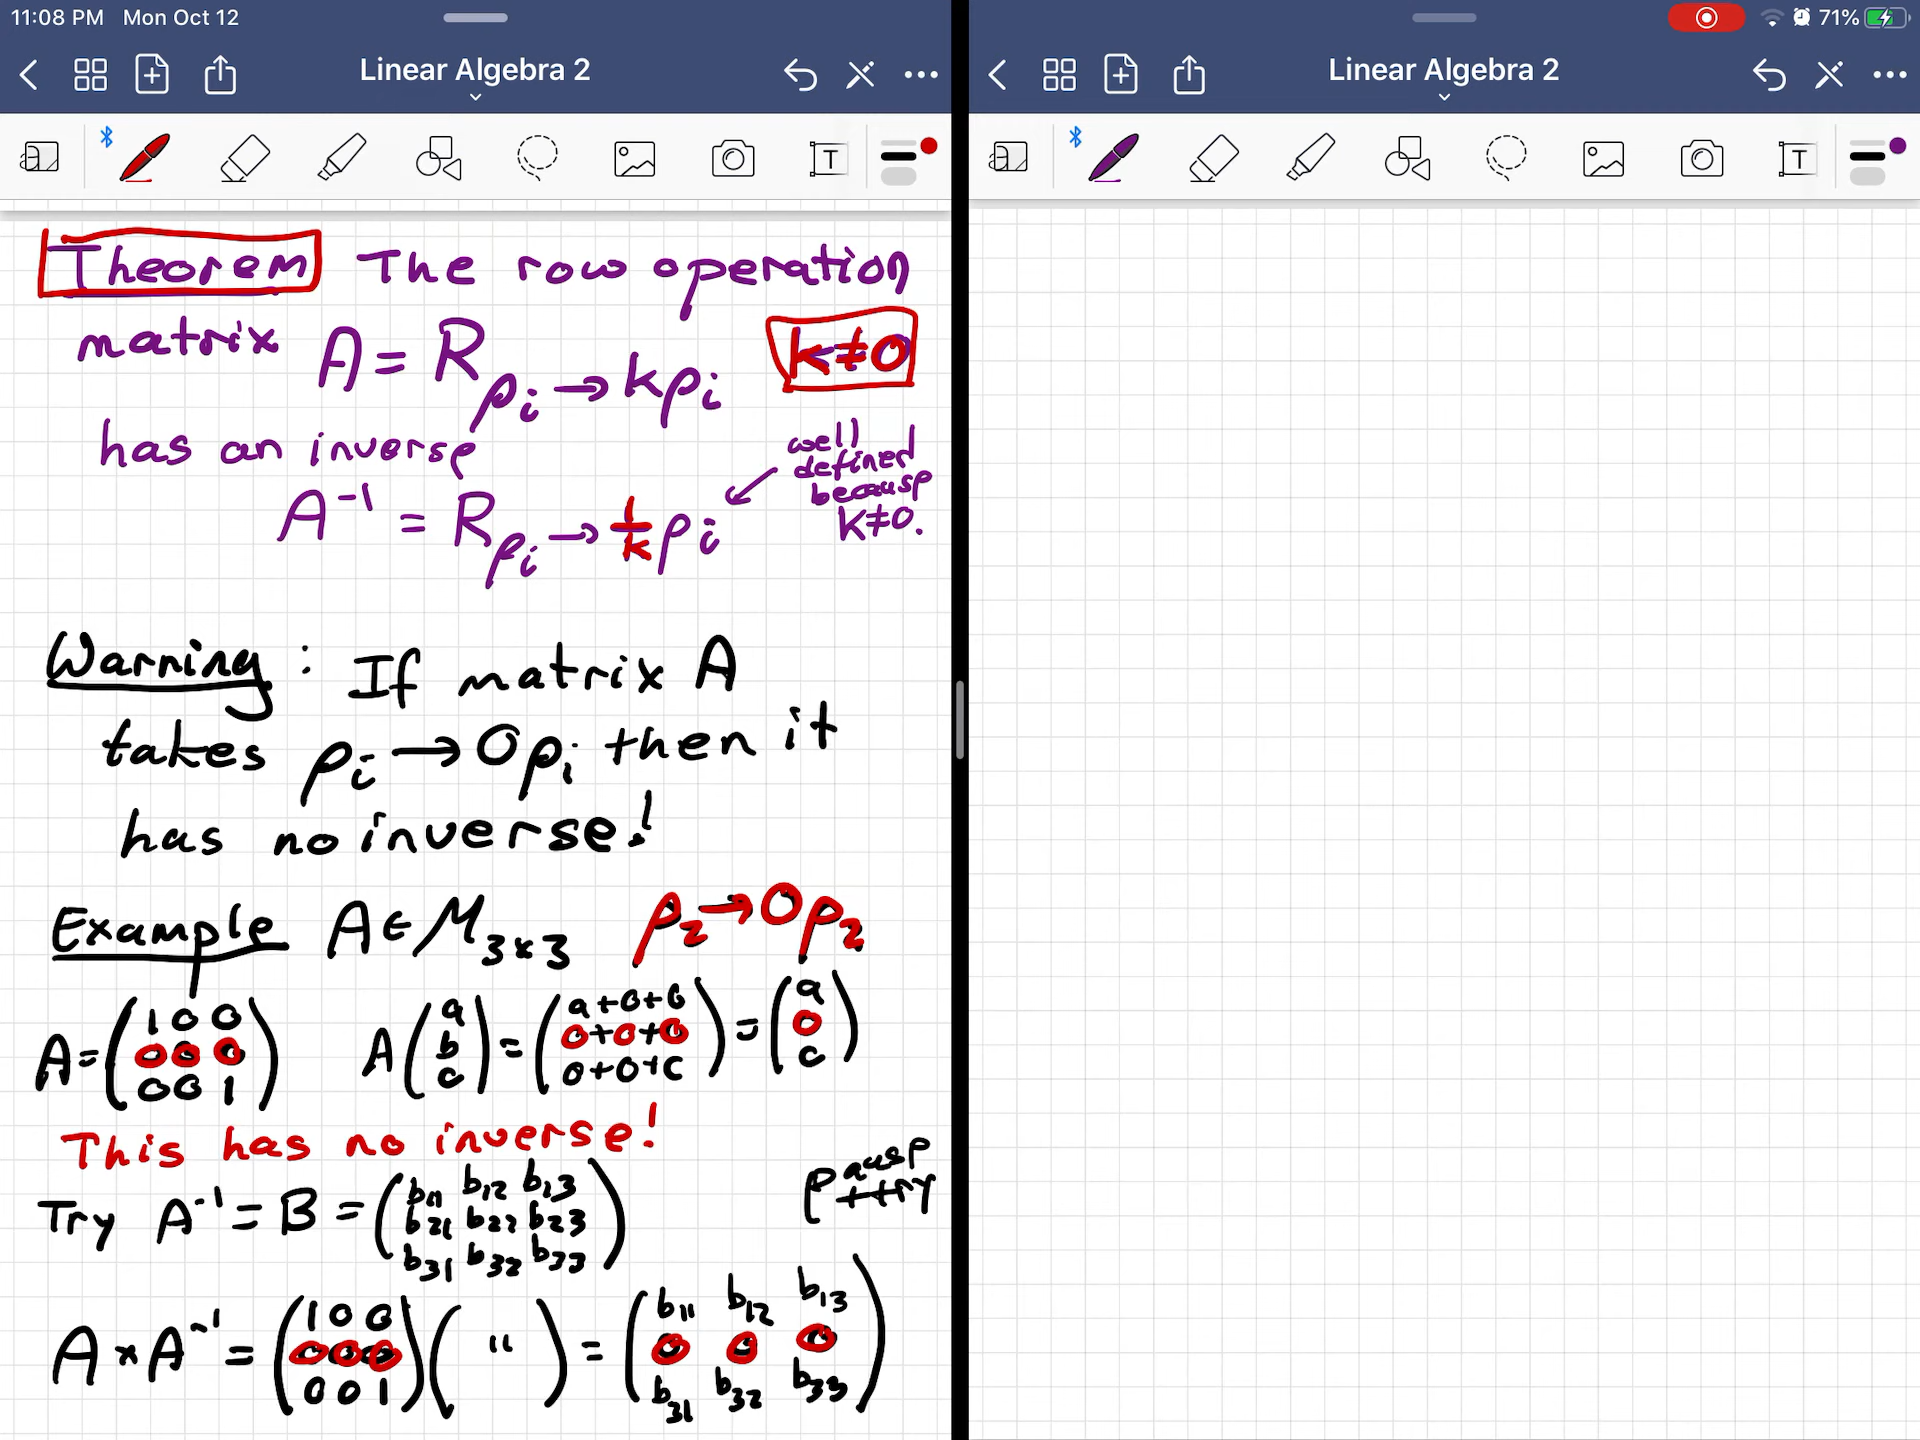 11:08 PM Mon Oct 12
71%
Linear Algebra 2
Linear Algebra 2
Theorem The row operation
matrix A = R ρi → kρi k≠0
has an inverse
A⁻¹ = R ρi → 1/k ρi
well
defined
because
k≠0.
Warning: If matrix A
takes ρi → 0ρi then it
has no inverse!
Example A ∈ M 3×3 ρ2 → 0ρ2
A = (1 0 0 / 0 0 0 / 0 0 1) A (a / b / c) = (a+0+0 / 0+0+0 / 0+0+c) = (a / 0 / c)
This has no inverse!
pause
+ try
Try A⁻¹ = B = (b11 b12 b13 / b21 b22 b23 / b31 b32 b33)
A × A⁻¹ = (1 0 0 / 0 0 0 / 0 0 1) ( " ) = (b11 b12 b13 / 0 0 0 / b31 b32 b33)